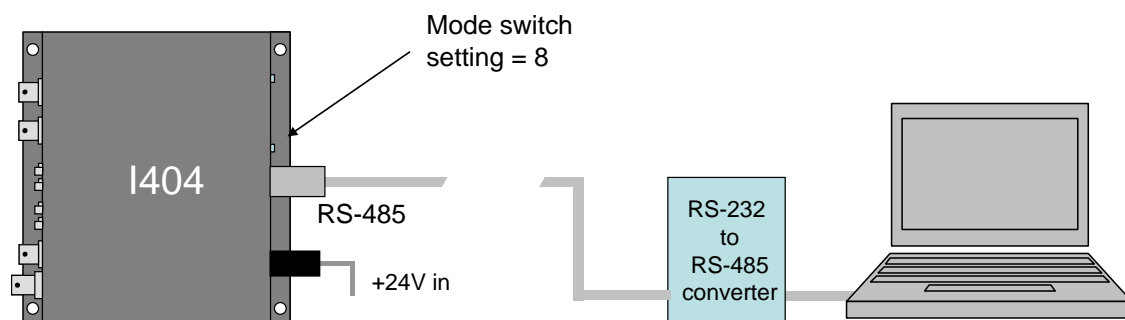 Mode switch
setting = 8
I404
RS-485
+24V in
RS-232
to
RS-485
converter